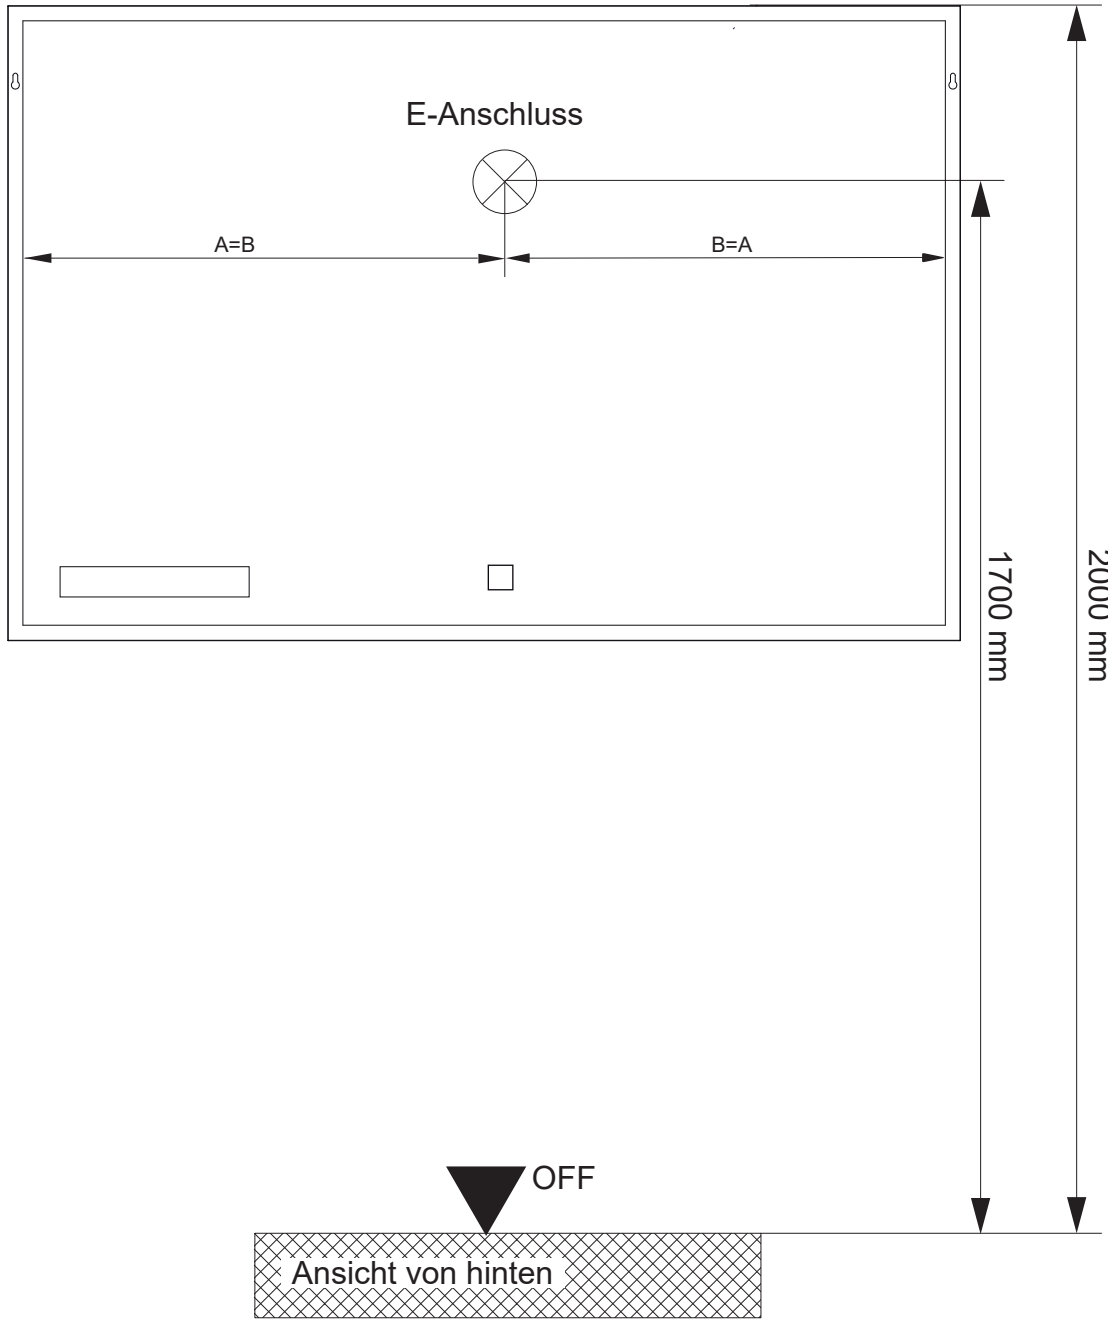 E-Anschluss
A=B
B=A
1700 mm
2000 mm
OFF
Ansicht von hinten